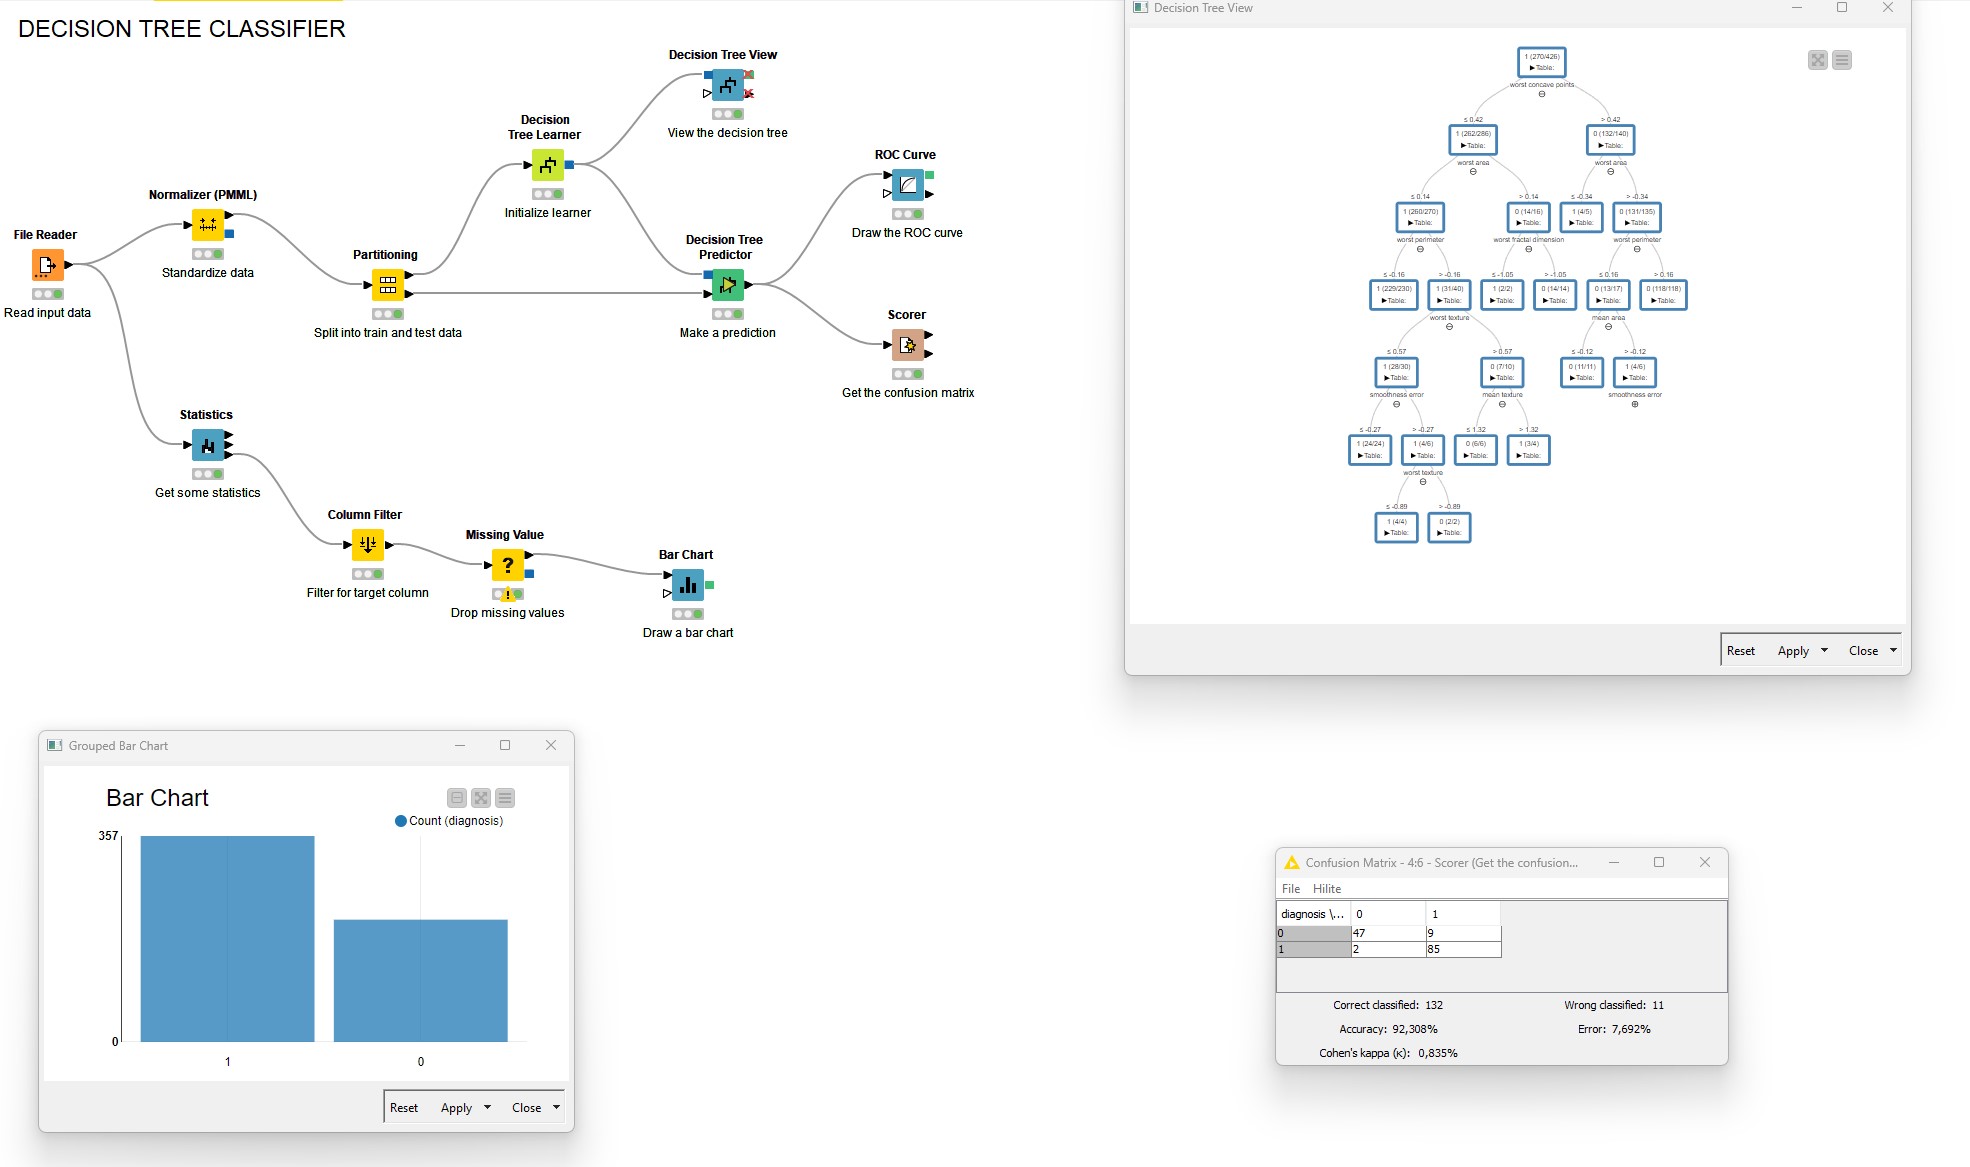 DECISION TREE CLASSIFIER
Decision Tree View
View the decision tree
Decision
Tree Learner
Initialize learner
ROC Curve
Draw the ROC curve
Normalizer (PMML)
Standardize data
File Reader
Read input data
Partitioning
Split into train and test data
Decision Tree
Predictor
Make a prediction
Scorer
Get the confusion matrix
Statistics
Get some statistics
Column Filter
Filter for target column
Missing Value
?
!
Drop missing values
Bar Chart
Draw a bar chart
Decision Tree View
1 (270/426)
▶Table:
worst concave points
≤ 0.42
> 0.42
1 (262/286)
▶Table:
0 (132/140)
▶Table:
worst area
worst area
≤ 0.14
> 0.14
≤ -0.34
> -0.34
1 (260/270)
▶Table:
0 (14/16)
▶Table:
1 (4/5)
▶Table:
0 (131/135)
▶Table:
worst perimeter
worst fractal dimension
worst perimeter
≤ -0.16
> -0.16
≤ -1.05
> -1.05
≤ 0.16
> 0.16
1 (229/230)
▶Table:
1 (31/40)
▶Table:
1 (2/2)
▶Table:
0 (14/14)
▶Table:
0 (13/17)
▶Table:
0 (118/118)
▶Table:
worst texture
mean area
≤ 0.57
> 0.57
≤ -0.12
> -0.12
1 (28/30)
▶Table:
0 (7/10)
▶Table:
0 (11/11)
▶Table:
1 (4/6)
▶Table:
smoothness error
mean texture
smoothness error
≤ -0.27
> -0.27
≤ 1.32
> 1.32
1 (24/24)
▶Table:
1 (4/6)
▶Table:
0 (6/6)
▶Table:
1 (3/4)
▶Table:
worst texture
≤ -0.89
> -0.89
1 (4/4)
▶Table:
0 (2/2)
▶Table:
Reset Apply Close
Grouped Bar Chart
Bar Chart
Count (diagnosis)
357
0
1 0
Reset Apply Close
Confusion Matrix - 4:6 - Scorer (Get the confusion...
File Hilite
diagnosis \... 0 1
0 47 9
1 2 85
Correct classified: 132 Wrong classified: 11
Accuracy: 92,308% Error: 7,692%
Cohen's kappa (κ): 0,835%